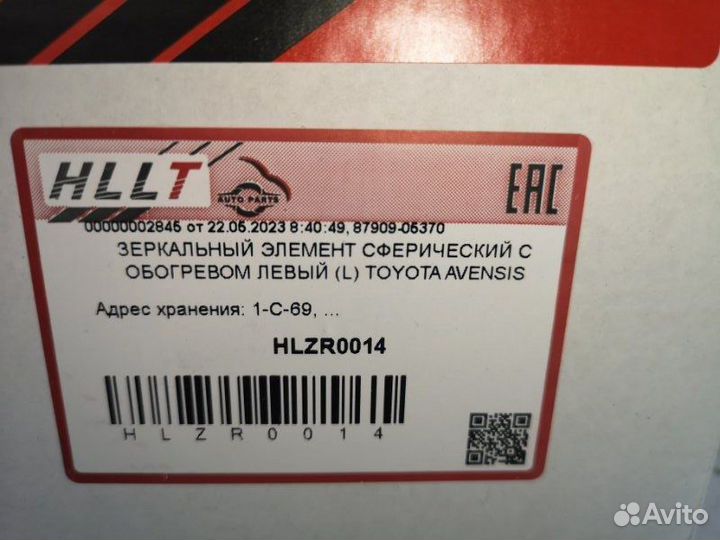 HLLT
AUTO PARTS
EAC
00000002845 от 22.05.2023 8:40:49, 87909-05370
ЗЕРКАЛЬНЫЙ ЭЛЕМЕНТ СФЕРИЧЕСКИЙ С
ОБОГРЕВОМ ЛЕВЫЙ (L) TOYOTA AVENSIS
Адрес хранения: 1-C-69, ...
HLZR0014
HLZR0014
Avito